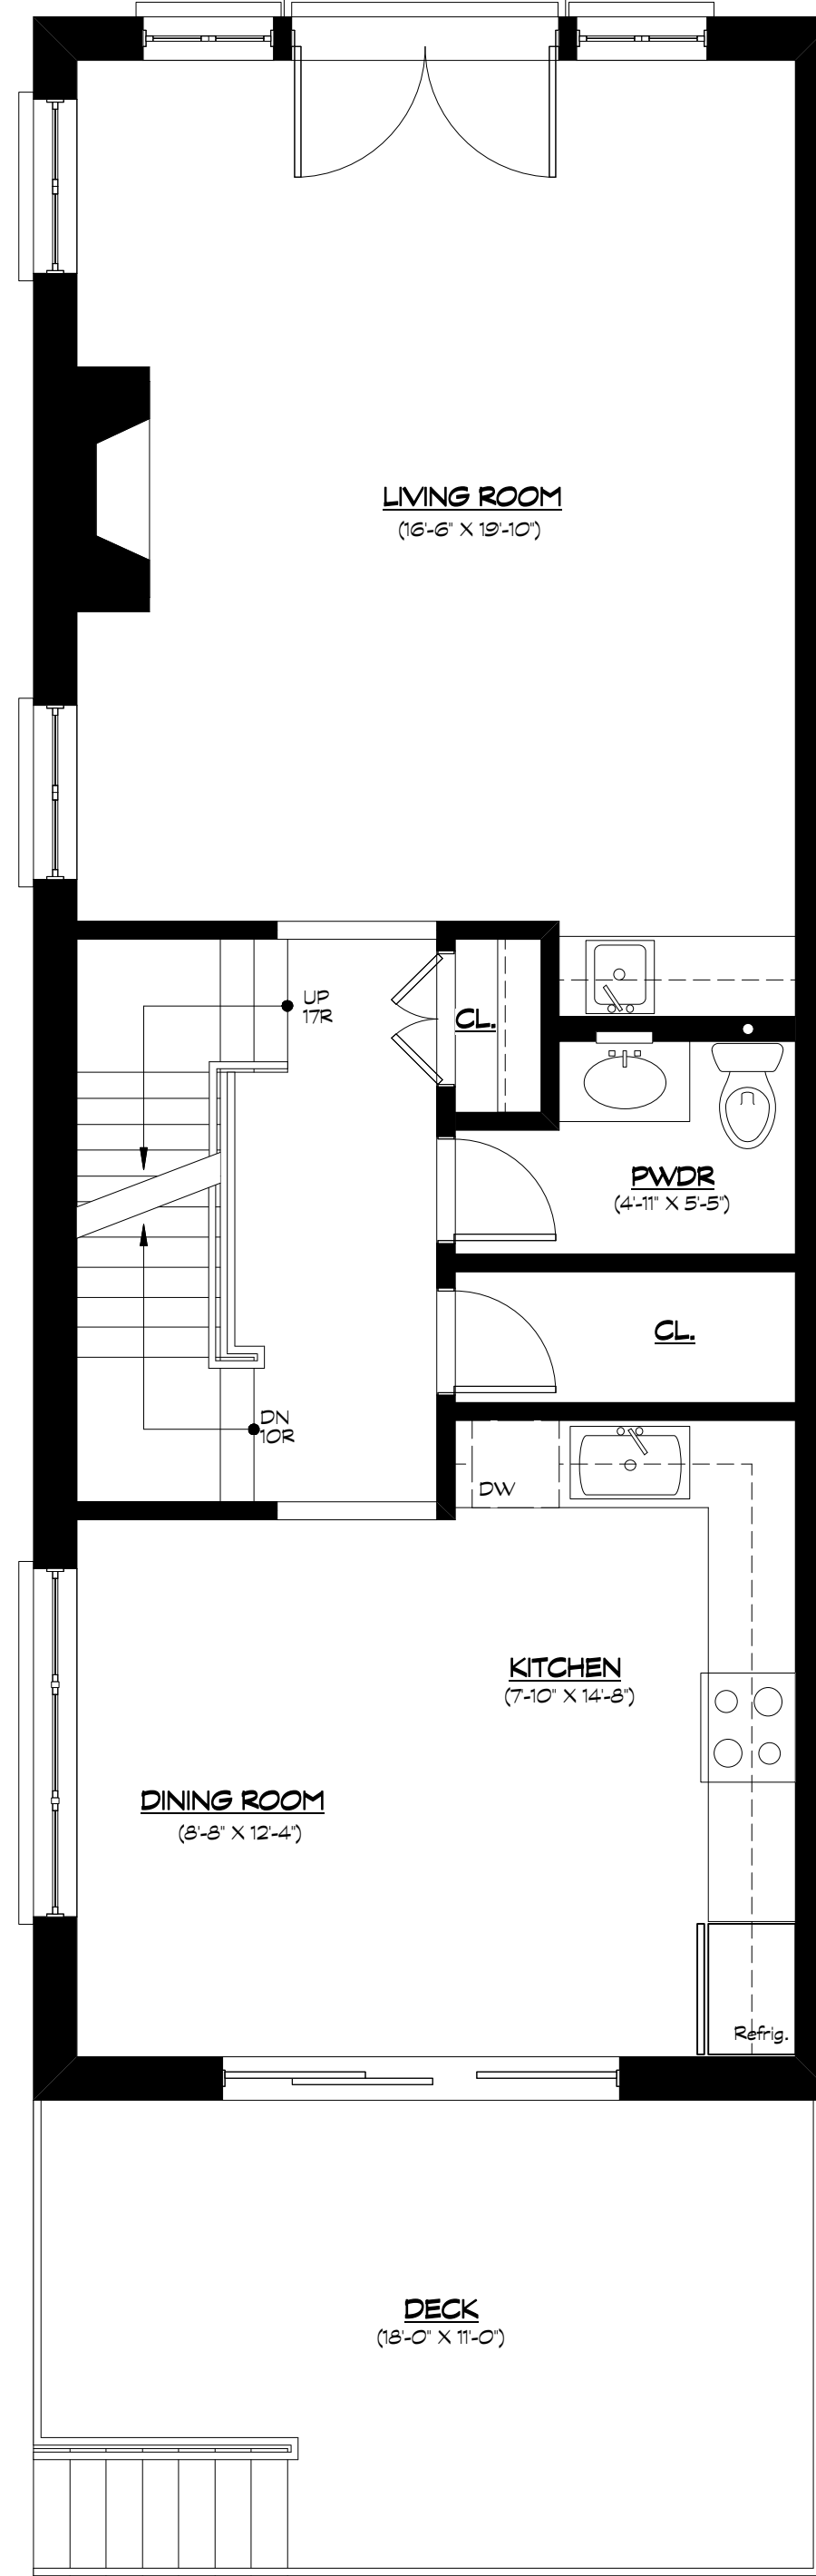 LIVING ROOM
(16'-6" X 19'-10")
UP
17R
CL.
PWDR
(4'-11" X 5'-5")
CL.
DN
10R
DW
KITCHEN
(7'-10" X 14'-8")
DINING ROOM
(8'-8" X 12'-4")
Refrig.
DECK
(18'-0" X 11'-0")